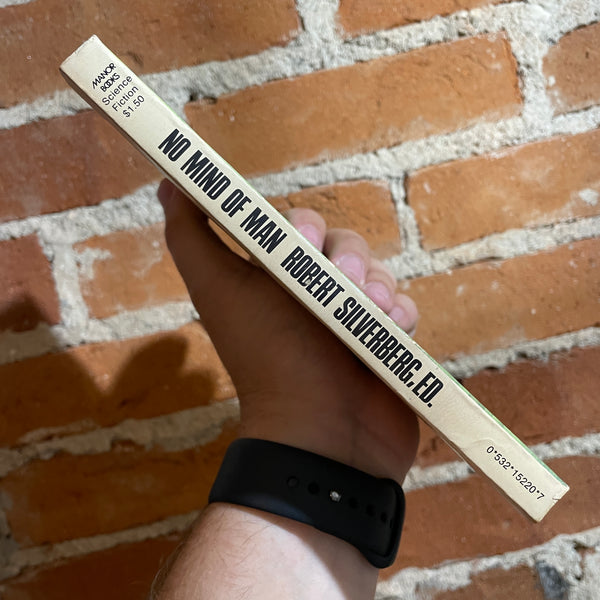 MANOR
BOOKS
Science
Fiction
$1.50
NO MIND OF MAN ROBERT SILVERBERG, ED.
0*532*15220*7